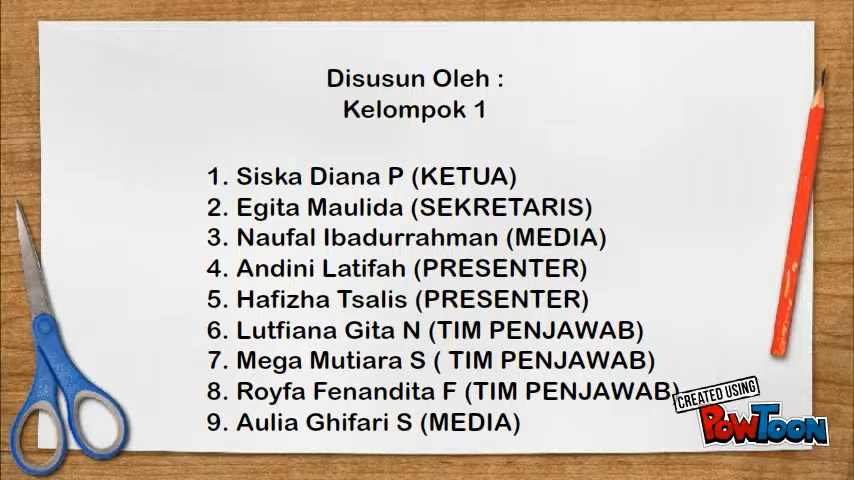 Disusun Oleh :
Kelompok 1
1. Siska Diana P (KETUA)
2. Egita Maulida (SEKRETARIS)
3. Naufal Ibadurrahman (MEDIA)
4. Andini Latifah (PRESENTER)
5. Hafizha Tsalis (PRESENTER)
6. Lutfiana Gita N (TIM PENJAWAB)
7. Mega Mutiara S ( TIM PENJAWAB)
8. Royfa Fenandita F (TIM PENJAWAB)
9. Aulia Ghifari S (MEDIA)
CREATED USING
POWTOON